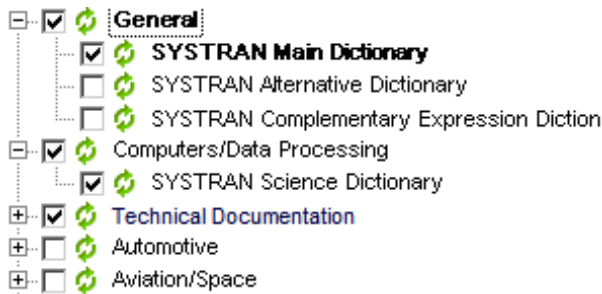 General
SYSTRAN Main Dictionary
SYSTRAN Alternative Dictionary
SYSTRAN Complementary Expression Diction
Computers/Data Processing
SYSTRAN Science Dictionary
Technical Documentation
Automotive
Aviation/Space